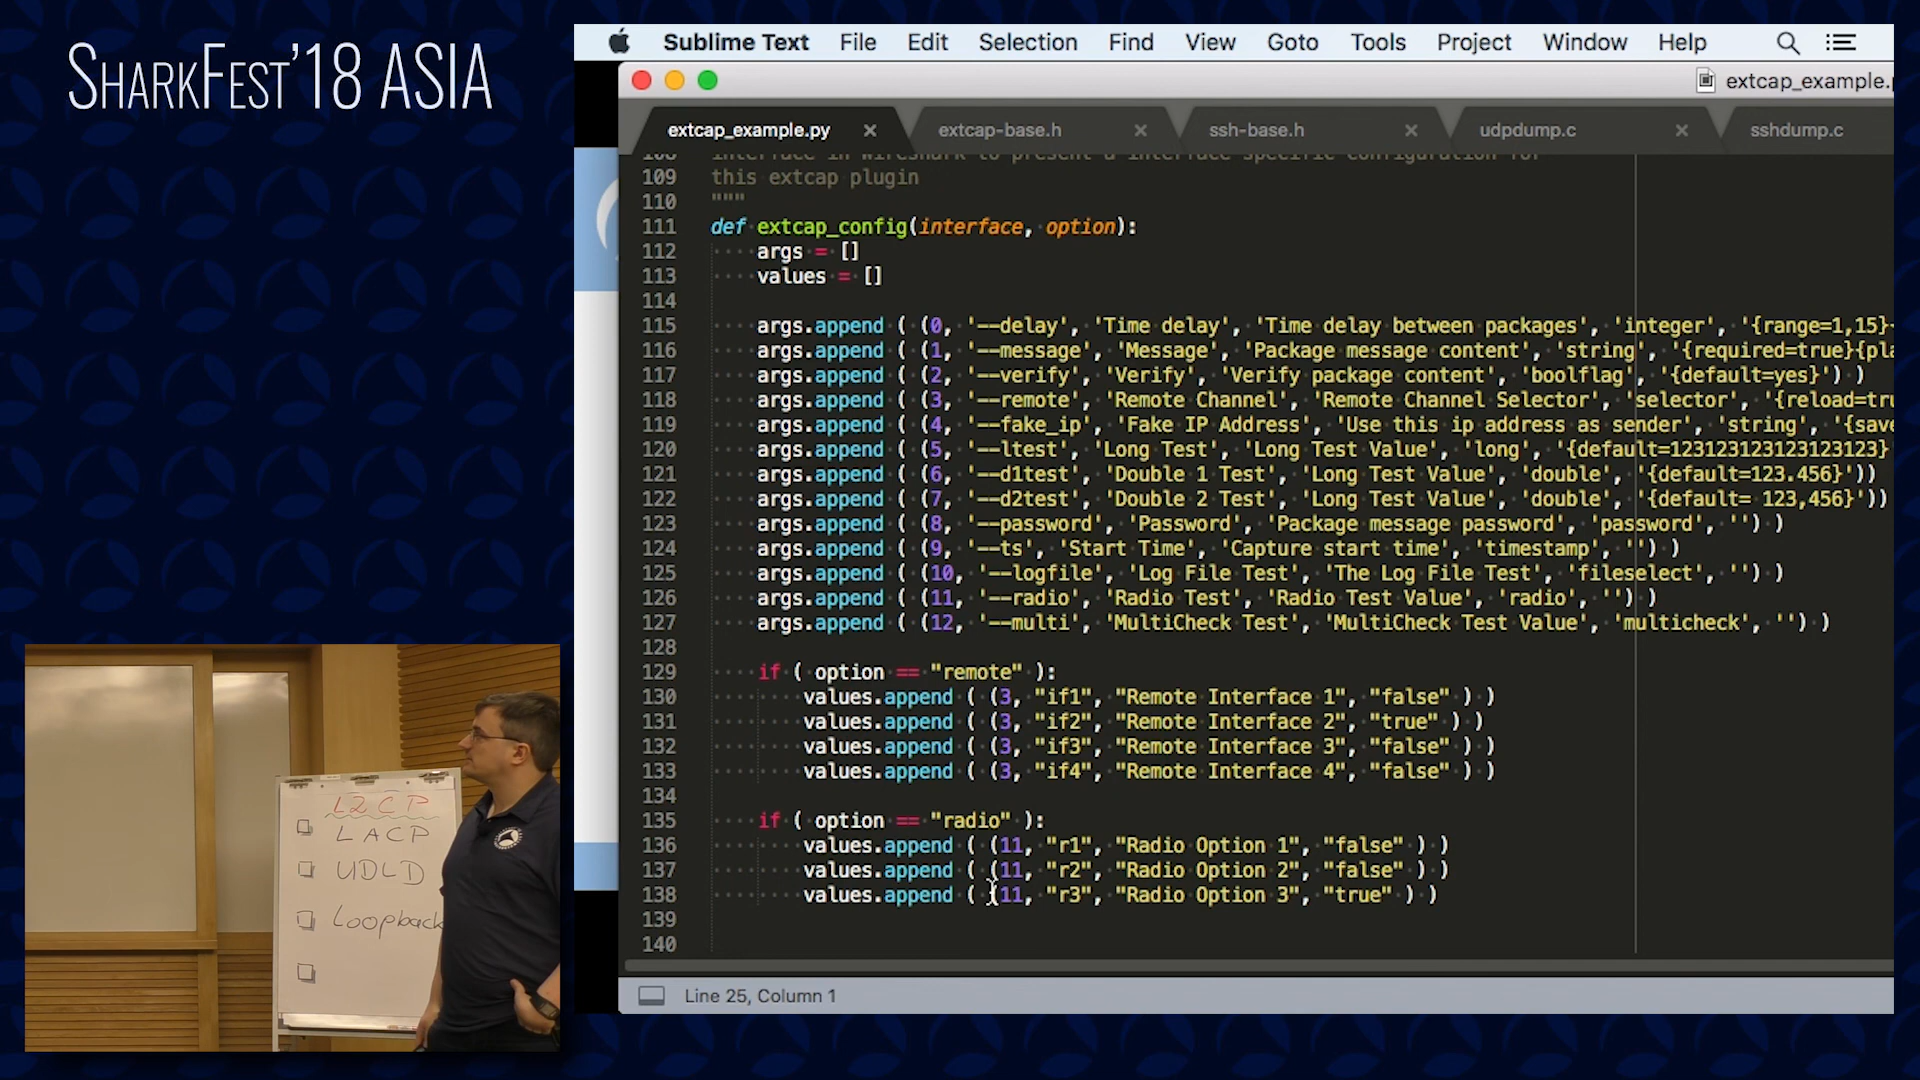 SHARKFEST'18 ASIA
Sublime Text File Edit Selection Find View Goto Tools Project Window Help
extcap_example.
extcap_example.py × extcap-base.h × ssh-base.h × udpdump.c × sshdump.c
108 interface in wireshark to present a interface specific configuration for
109 this extcap plugin
110 """
111 def extcap_config(interface, option):
112 args = []
113 values = []
114
115 args.append ( (0, '--delay', 'Time delay', 'Time delay between packages', 'integer', '{range=1,15}
116 args.append ( (1, '--message', 'Message', 'Package message content', 'string', '{required=true}{pla
117 args.append ( (2, '--verify', 'Verify', 'Verify package content', 'boolflag', '{default=yes}') )
118 args.append ( (3, '--remote', 'Remote Channel', 'Remote Channel Selector', 'selector', '{reload=tru
119 args.append ( (4, '--fake_ip', 'Fake IP Address', 'Use this ip address as sender', 'string', '{save
120 args.append ( (5, '--ltest', 'Long Test', 'Long Test Value', 'long', '{default=123123123123123123}
121 args.append ( (6, '--d1test', 'Double 1 Test', 'Long Test Value', 'double', '{default=123.456}'))
122 args.append ( (7, '--d2test', 'Double 2 Test', 'Long Test Value', 'double', '{default= 123,456}'))
123 args.append ( (8, '--password', 'Password', 'Package message password', 'password', '') )
124 args.append ( (9, '--ts', 'Start Time', 'Capture start time', 'timestamp', '') )
125 args.append ( (10, '--logfile', 'Log File Test', 'The Log File Test', 'fileselect', '') )
126 args.append ( (11, '--radio', 'Radio Test', 'Radio Test Value', 'radio', '') )
127 args.append ( (12, '--multi', 'MultiCheck Test', 'MultiCheck Test Value', 'multicheck', '') )
128
129 if ( option == "remote" ):
130 values.append ( (3, "if1", "Remote Interface 1", "false" ) )
131 values.append ( (3, "if2", "Remote Interface 2", "true" ) )
132 values.append ( (3, "if3", "Remote Interface 3", "false" ) )
133 values.append ( (3, "if4", "Remote Interface 4", "false" ) )
134
135 if ( option == "radio" ):
136 values.append ( (11, "r1", "Radio Option 1", "false" ) )
137 values.append ( (11, "r2", "Radio Option 2", "false" ) )
138 values.append ( (11, "r3", "Radio Option 3", "true" ) )
139
140
Line 25, Column 1
L2CP
LACP
UDLD
Loopback